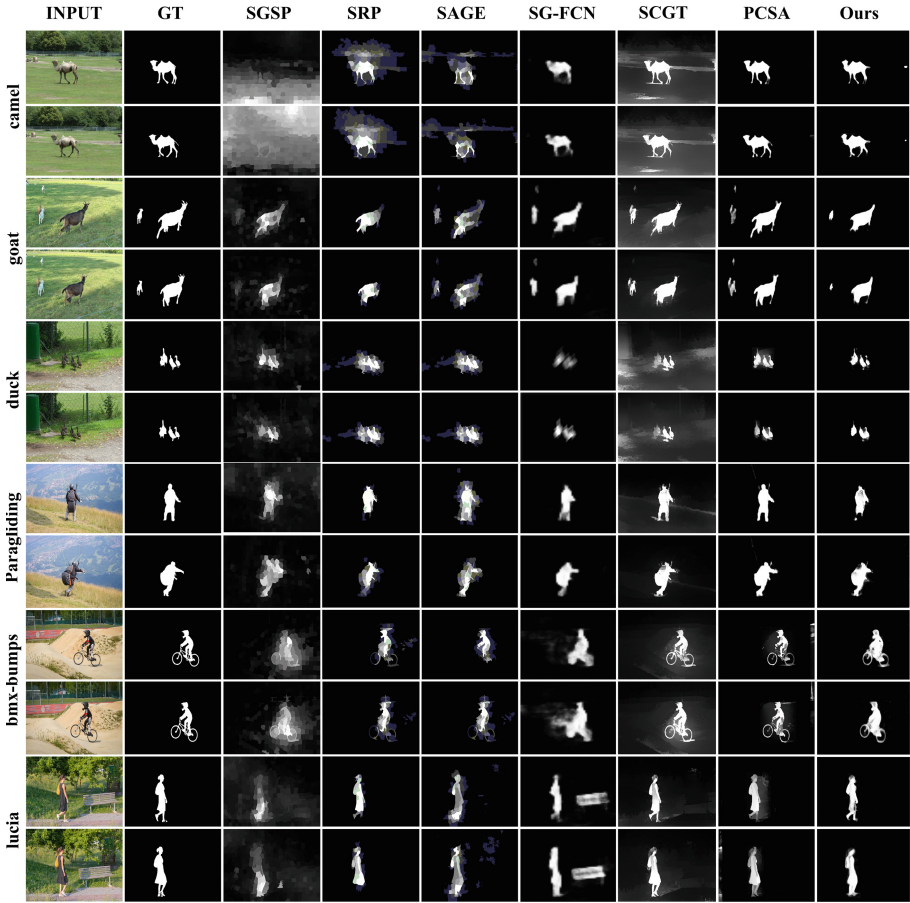 INPUT GT SGSP SRP SAGE SG-FCN SCGT PCSA Ours
camel
goat
duck
Paragliding
bmx-bumps
lucia